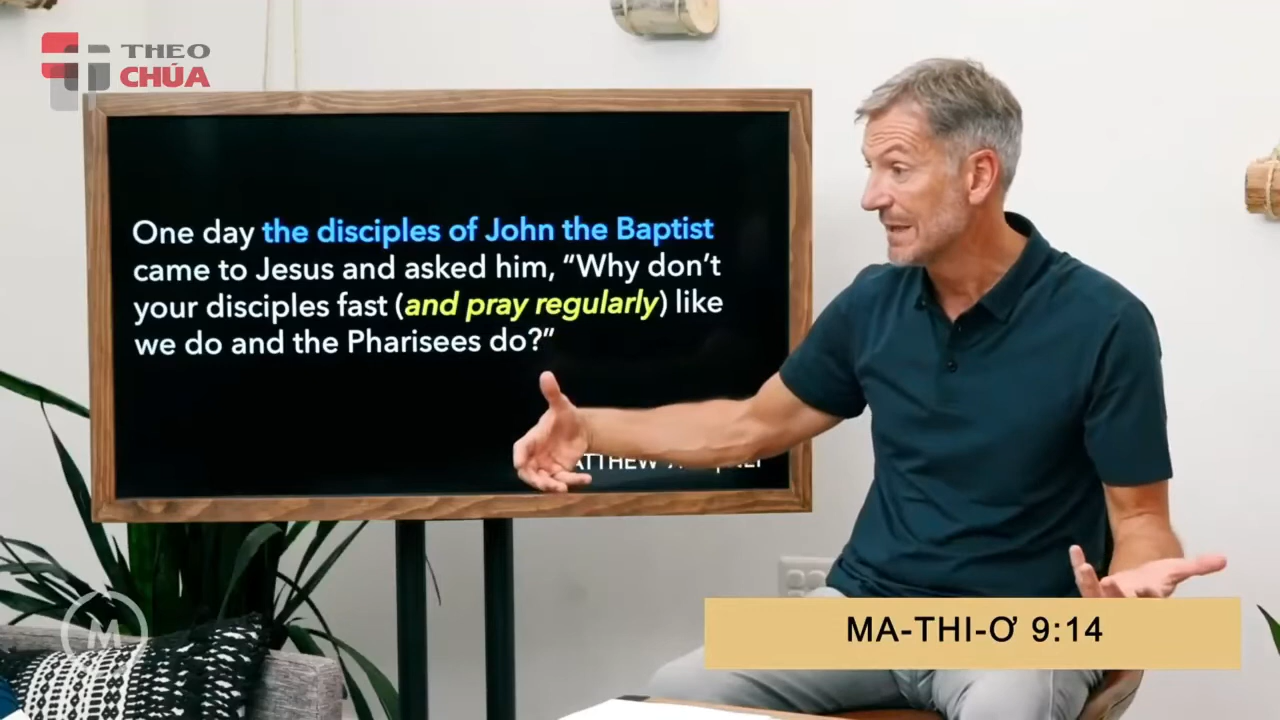 THEO
CHÚA
One day the disciples of John the Baptist
came to Jesus and asked him, “Why don’t
your disciples fast (and pray regularly) like
we do and the Pharisees do?”
M
MA-THI-Ơ 9:14